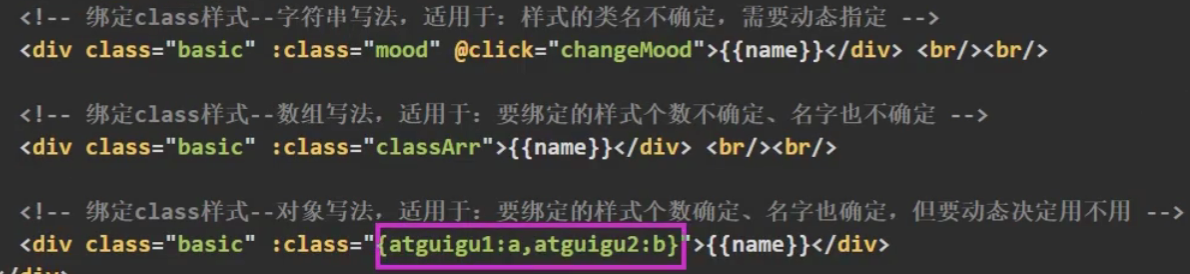 <!-- 绑定class样式--字符串写法，适用于：样式的类名不确定，需要动态指定 -->
<div class="basic" :class="mood" @click="changeMood">{{name}}</div> <br/><br/>
<!-- 绑定class样式--数组写法，适用于：要绑定的样式个数不确定、名字也不确定 -->
<div class="basic" :class="classArr">{{name}}</div> <br/><br/>
<!-- 绑定class样式--对象写法，适用于：要绑定的样式个数确定、名字也确定，但要动态决定用不用 -->
<div class="basic" :class="{atguigu1:a,atguigu2:b}">{{name}}</div>
</div>